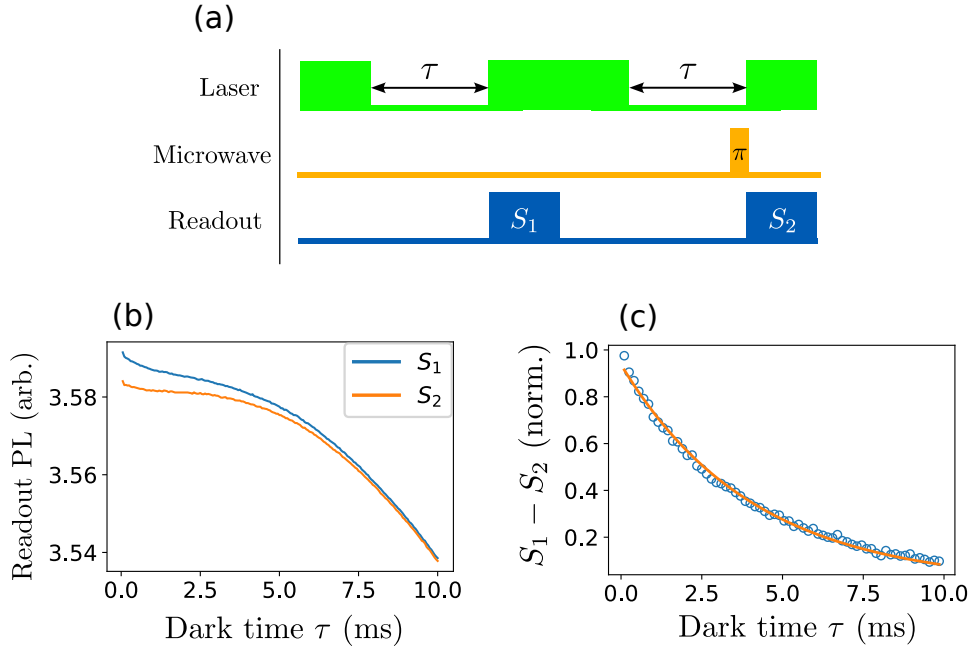 (a)
Laser
τ
τ
Microwave
π
Readout
S₁
S₂
(b)
Readout PL (arb.)
3.58
3.56
3.54
S₁
S₂
0.0 2.5 5.0 7.5 10.0
Dark time τ (ms)
(c)
S₁ − S₂ (norm.)
1.0
0.8
0.6
0.4
0.2
0.0 2.5 5.0 7.5 10.0
Dark time τ (ms)